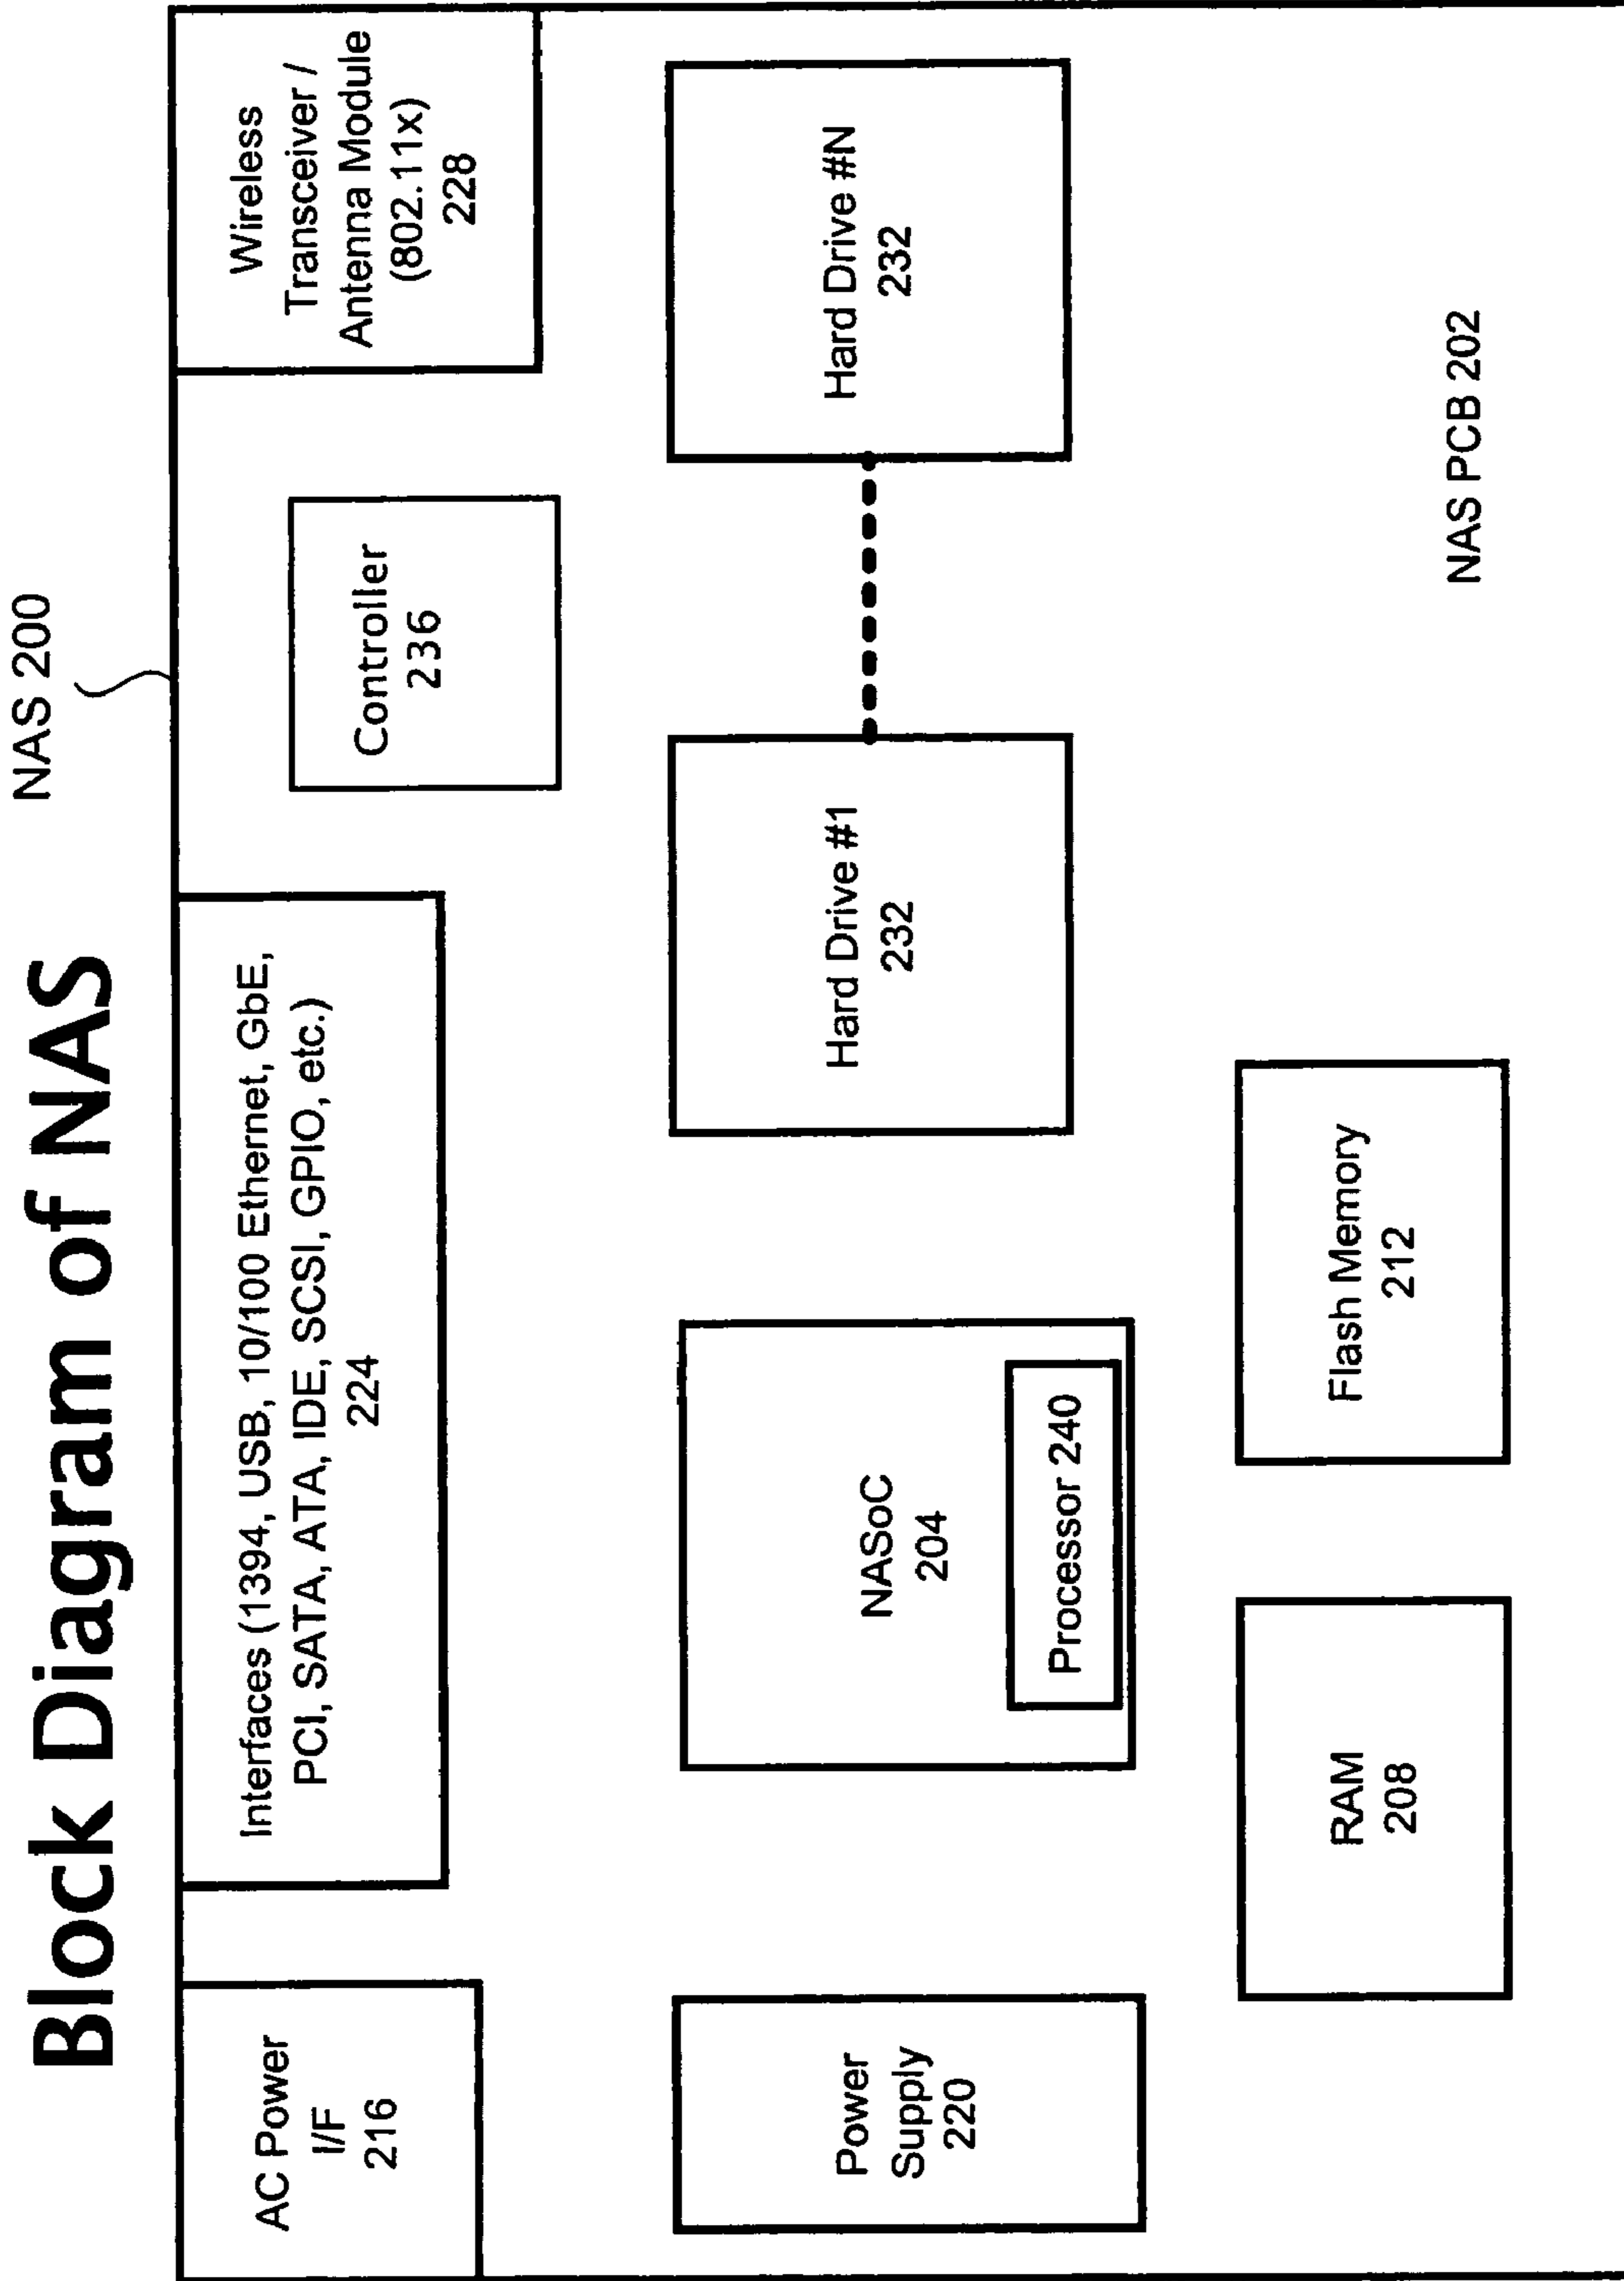 Block Diagram of NAS
NAS 200
AC Power
I/F
216
Interfaces (1394, USB, 10/100 Ethernet, GbE,
PCI, SATA, ATA, IDE, SCSI, GPIO, etc.)
224
Controller
236
Wireless
Transceiver /
Antenna Module
(802.11x)
228
Power
Supply
220
NASoC
204
Processor 240
Hard Drive #1
232
Hard Drive #N
232
RAM
208
Flash Memory
212
NAS PCB 202